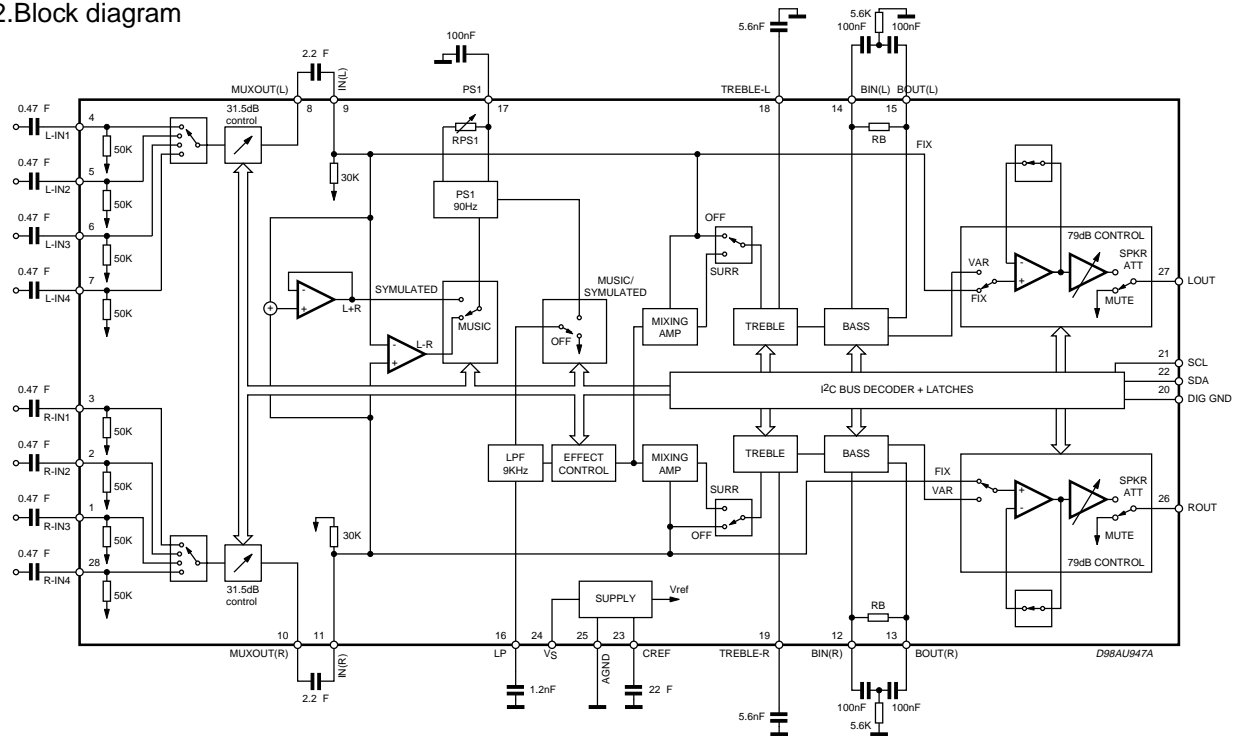 2.Block diagram
5.6K
5.6nF
100nF
100nF
100nF
2.2 F
IN(L)
MUXOUT(L)
PS1
TREBLE-L
BIN(L)
BOUT(L)
8
9
17
18
14
15
0.47 F
L-IN1
4
50K
31.5dB
control
RPS1
RB
FIX
0.47 F
L-IN2
5
50K
30K
PS1
90Hz
0.47 F
L-IN3
6
50K
OFF
SURR
79dB CONTROL
0.47 F
L-IN4
7
50K
SYMULATED
L+R
MUSIC
L-R
MUSIC/
SYMULATED
OFF
MIXING
AMP
TREBLE
BASS
VAR
FIX
SPKR
ATT
MUTE
27
LOUT
21
SCL
22
SDA
20
DIG GND
I2C BUS DECODER + LATCHES
0.47 F
R-IN1
3
50K
0.47 F
R-IN2
2
50K
LPF
9KHz
EFFECT
CONTROL
MIXING
AMP
TREBLE
BASS
FIX
VAR
SPKR
ATT
26
ROUT
MUTE
79dB CONTROL
0.47 F
R-IN3
1
50K
30K
SURR
OFF
0.47 F
R-IN4
28
50K
31.5dB
control
SUPPLY
Vref
RB
10
11
16
24
25
23
19
12
13
MUXOUT(R)
IN(R)
LP
VS
AGND
CREF
TREBLE-R
BIN(R)
BOUT(R)
D98AU947A
2.2 F
1.2nF
22 F
5.6nF
100nF
100nF
5.6K